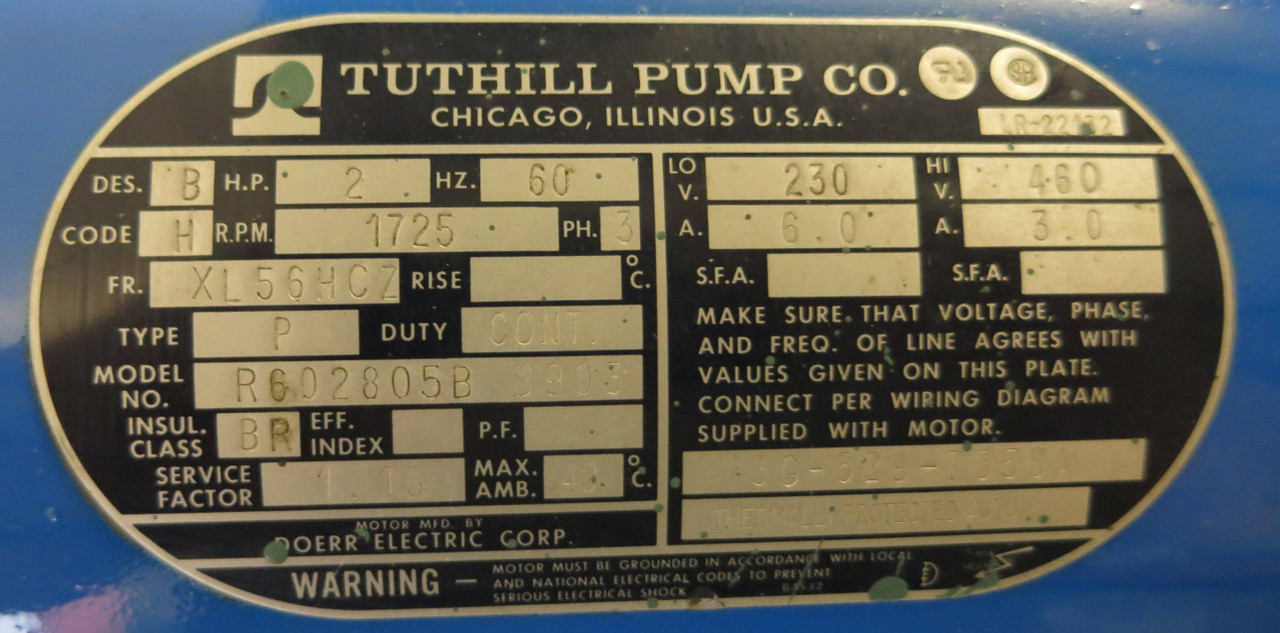 TUTHILL PUMP CO.
CHICAGO, ILLINOIS U.S.A.
DES. B H.P. 2 HZ. 60
CODE H R.P.M. 1725 PH. 3
FR. XL56HCZ RISE °C.
TYPE P DUTY CONT.
MODEL NO. R602805B
INSUL. CLASS BR EFF. INDEX P.F.
SERVICE FACTOR 1.15 MAX. AMB. 40 °C.
MOTOR MFD. BY
DOERR ELECTRIC CORP.
LO V. 230 HI V. 460
A. 6.0 A. 3.0
S.F.A. S.F.A.
MAKE SURE THAT VOLTAGE, PHASE,
AND FREQ. OF LINE AGREES WITH
VALUES GIVEN ON THIS PLATE.
CONNECT PER WIRING DIAGRAM
SUPPLIED WITH MOTOR.
PROTECTED
WARNING — MOTOR MUST BE GROUNDED IN ACCORDANCE WITH LOCAL
AND NATIONAL ELECTRICAL CODES TO PREVENT
SERIOUS ELECTRICAL SHOCK